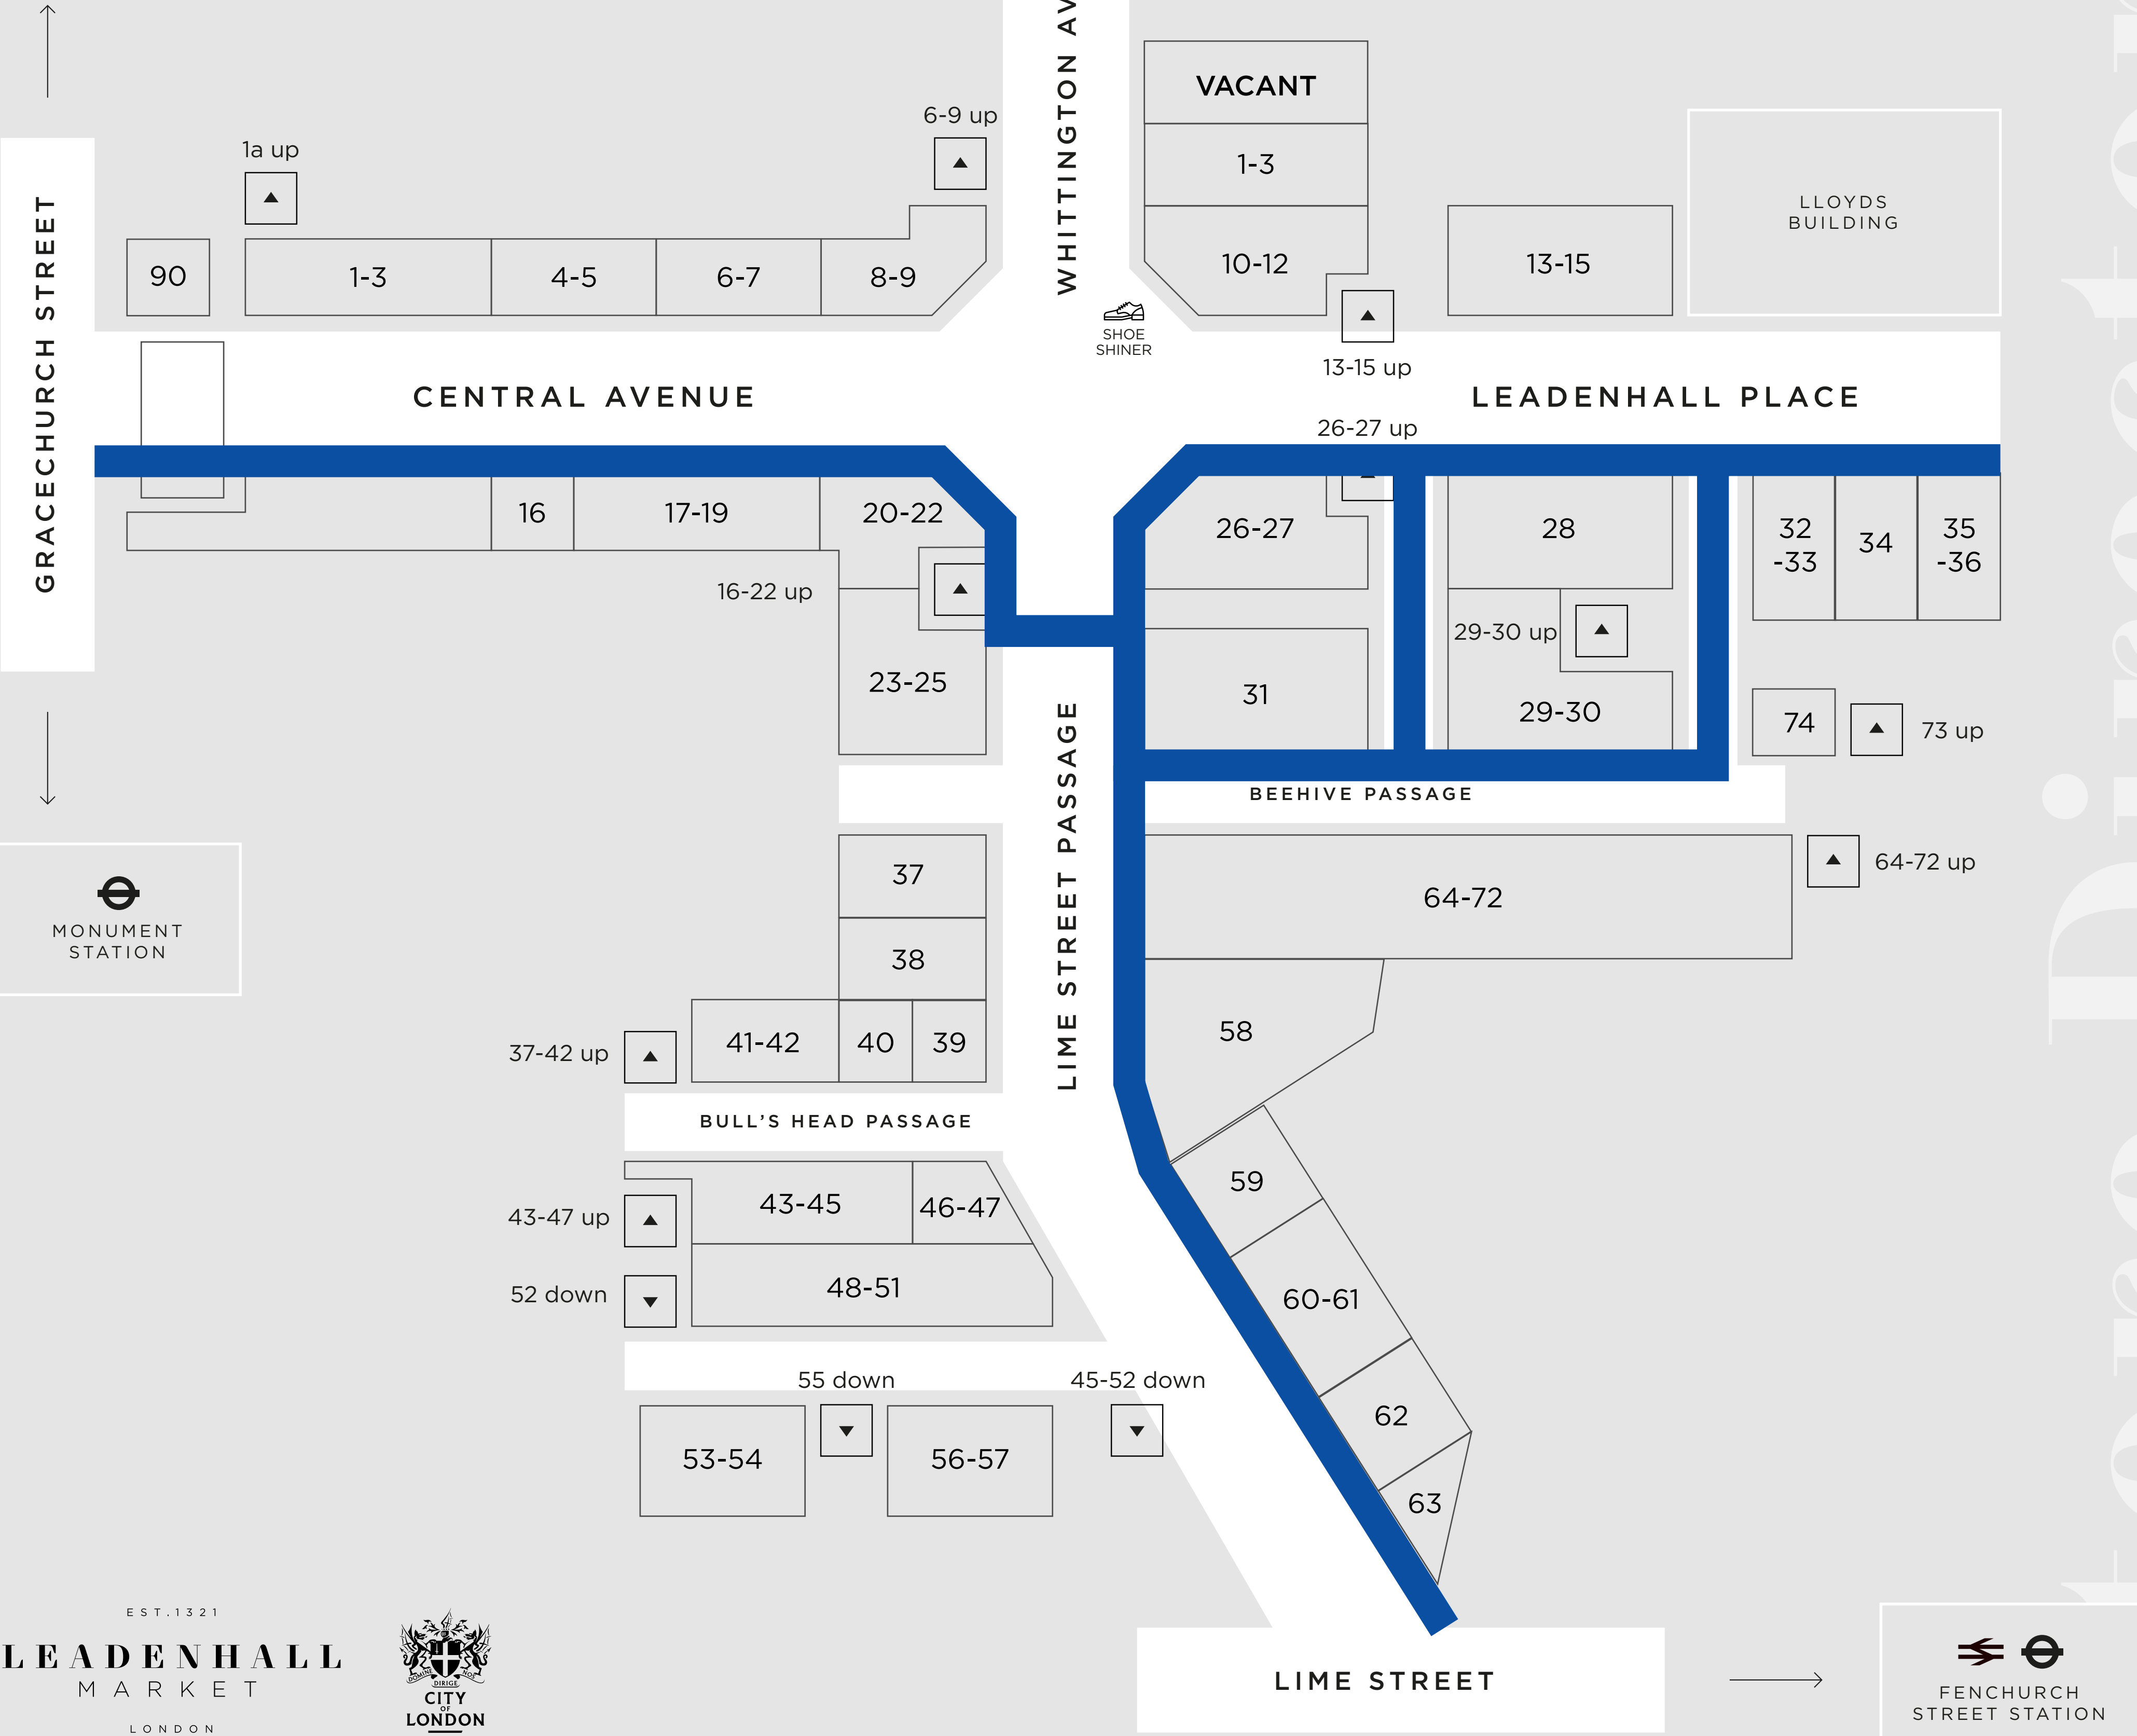 WHITTINGTON AV
VACANT
6-9 up
1a up
1-3
LLOYDS
BUILDING
GRACECHURCH STREET
90
1-3
4-5
6-7
8-9
10-12
13-15
SHOE
SHINER
13-15 up
CENTRAL AVENUE
LEADENHALL PLACE
26-27 up
16
17-19
20-22
26-27
28
32
-33
34
35
-36
16-22 up
29-30 up
23-25
31
29-30
74
73 up
LIME STREET PASSAGE
BEEHIVE PASSAGE
37
64-72 up
64-72
MONUMENT
STATION
38
58
37-42 up
41-42
40
39
BULL'S HEAD PASSAGE
59
43-47 up
43-45
46-47
52 down
48-51
60-61
55 down
45-52 down
62
53-54
56-57
63
EST.1321
LEADENHALL
MARKET
LONDON
DOMINE NOS
DIRIGE
CITY
OF
LONDON
LIME STREET
FENCHURCH
STREET STATION